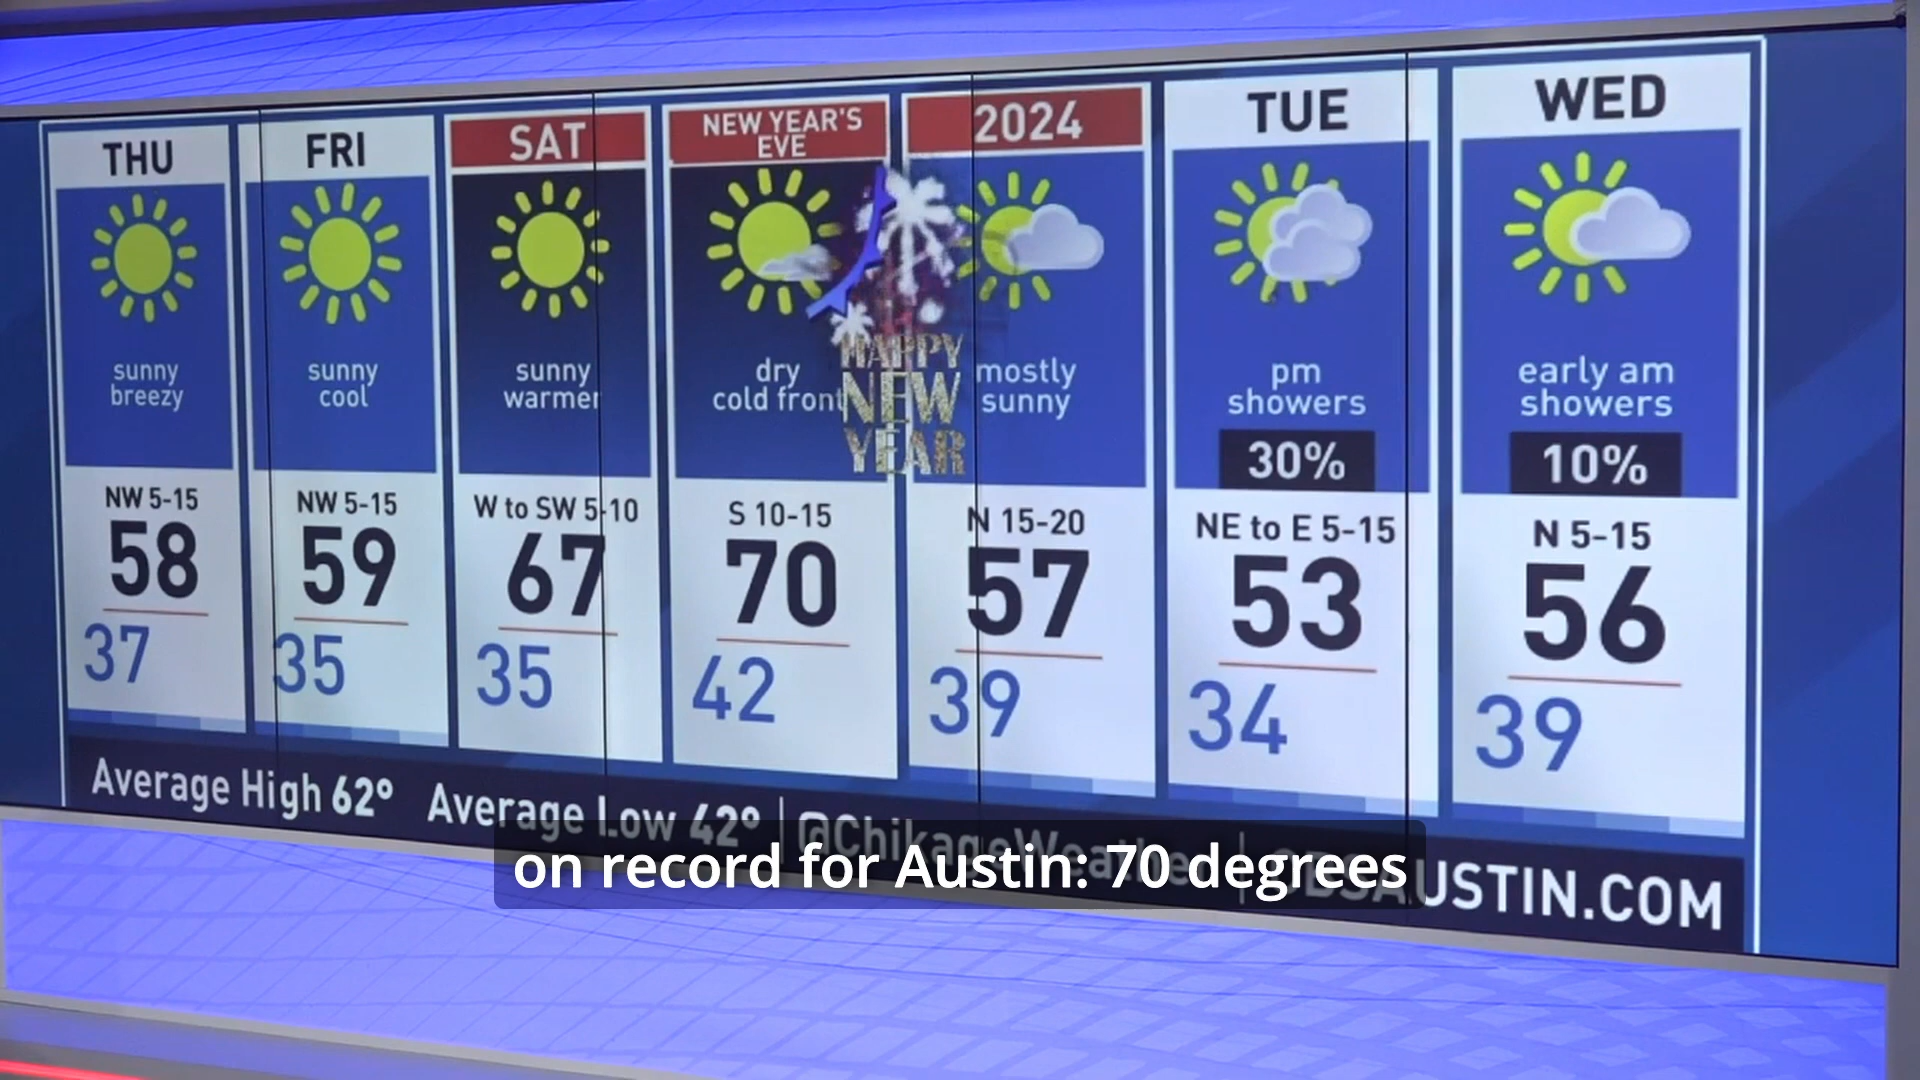 THU
sunny
breezy
NW 5-15
58
37
FRI
sunny
cool
NW 5-15
59
35
SAT
sunny
warmer
W to SW 5-10
67
35
NEW YEAR'S
EVE
dry
cold front
S 10-15
70
42
HAPPY
NEW
YEAR
2024
mostly
sunny
N 15-20
57
39
TUE
pm
showers
30%
NE to E 5-15
53
34
WED
early am
showers
10%
N 5-15
56
39
Average High 62° Average Low 42° | @ChikageWeather | CBSAUSTIN.COM
on record for Austin: 70 degrees